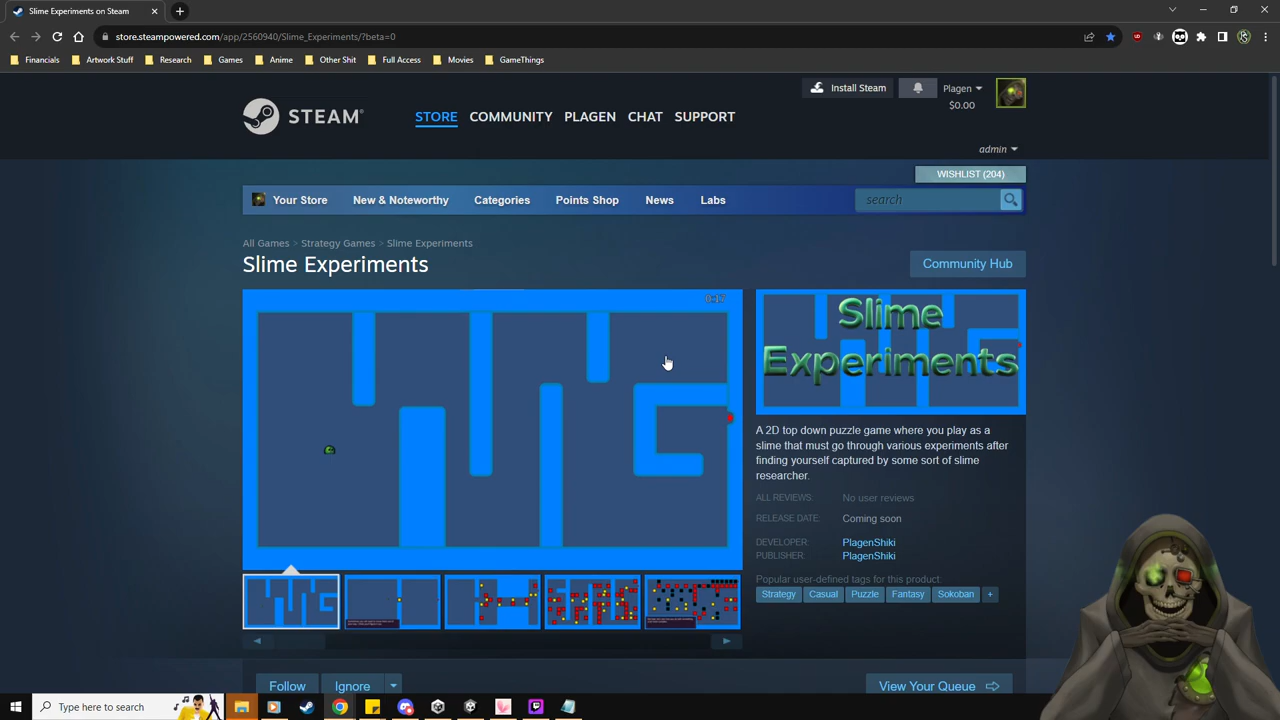 Slime Experiments on Steam
store.steampowered.com/app/2560940/Slime_Experiments/?beta=0
Financials Artwork Stuff Research Games Anime Other Shit Full Access Movies GameThings
Install Steam Plagen
$0.00
STEAM STORE COMMUNITY PLAGEN CHAT SUPPORT
admin
WISHLIST (204)
Your Store New & Noteworthy Categories Points Shop News Labs search
All Games > Strategy Games > Slime Experiments
Slime Experiments
Community Hub
0:17
Slime
Experiments
A 2D top down puzzle game where you play as a
slime that must go through various experiments after
finding yourself captured by some sort of slime
researcher.
ALL REVIEWS: No user reviews
RELEASE DATE: Coming soon
DEVELOPER: PlagenShiki
PUBLISHER: PlagenShiki
Popular user-defined tags for this product:
Strategy Casual Puzzle Fantasy Sokoban +
Follow Ignore View Your Queue
Type here to search